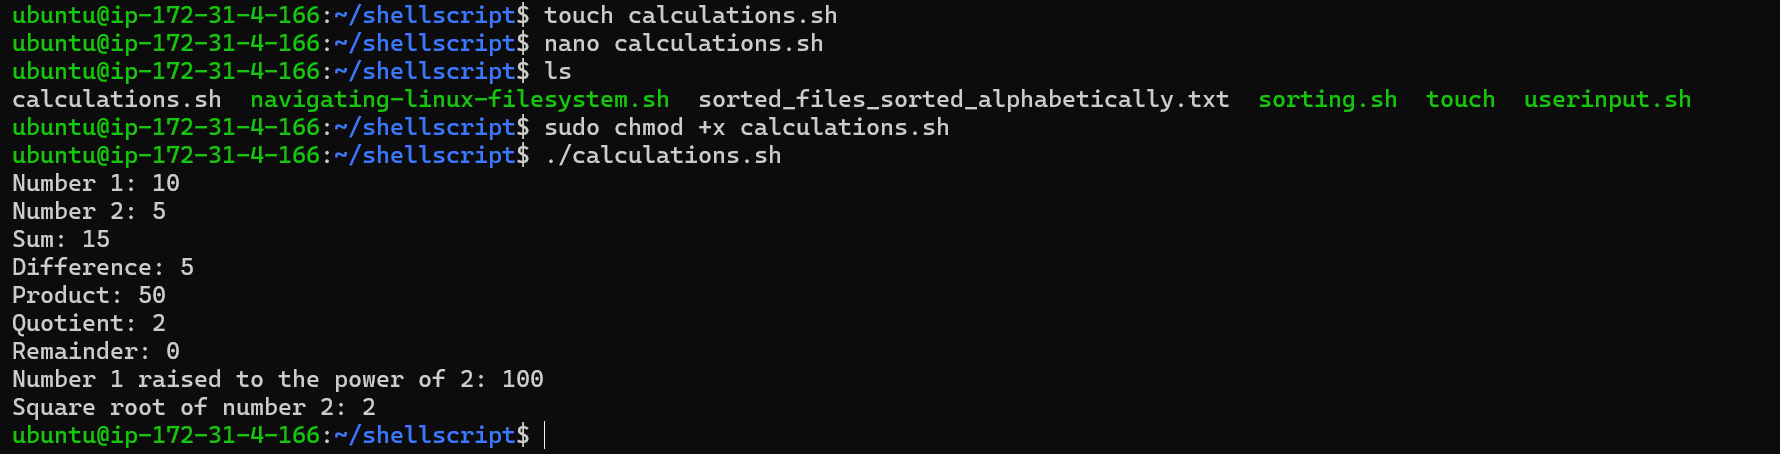 ubuntu@ip-172-31-4-166:~/shellscript$ touch calculations.sh
ubuntu@ip-172-31-4-166:~/shellscript$ nano calculations.sh
ubuntu@ip-172-31-4-166:~/shellscript$ ls
calculations.sh  navigating-linux-filesystem.sh  sorted_files_sorted_alphabetically.txt  sorting.sh  touch  userinput.sh
ubuntu@ip-172-31-4-166:~/shellscript$ sudo chmod +x calculations.sh
ubuntu@ip-172-31-4-166:~/shellscript$ ./calculations.sh
Number 1: 10
Number 2: 5
Sum: 15
Difference: 5
Product: 50
Quotient: 2
Remainder: 0
Number 1 raised to the power of 2: 100
Square root of number 2: 2
ubuntu@ip-172-31-4-166:~/shellscript$